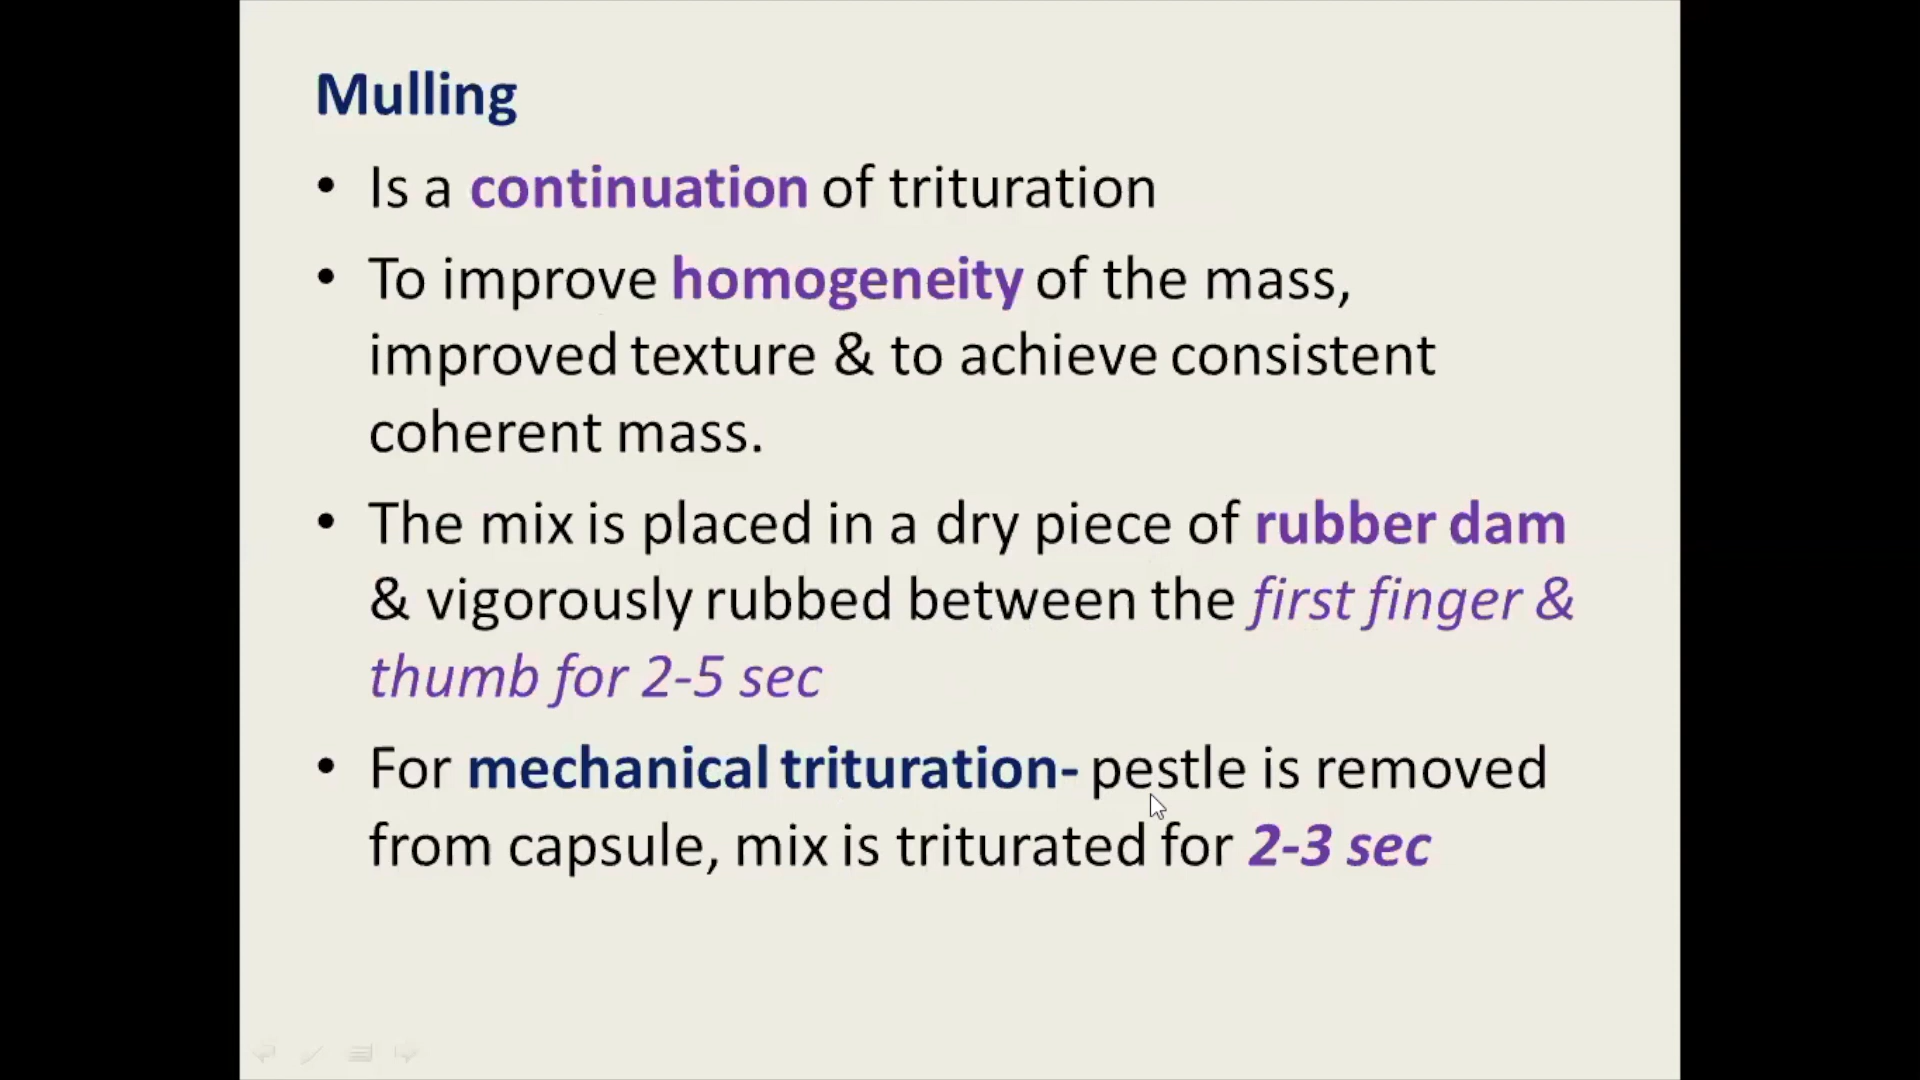 Mulling
• Is a continuation of trituration
• To improve homogeneity of the mass,
improved texture & to achieve consistent
coherent mass.
• The mix is placed in a dry piece of rubber dam
& vigorously rubbed between the first finger &
thumb for 2-5 sec
• For mechanical trituration- pestle is removed
from capsule, mix is triturated for 2-3 sec